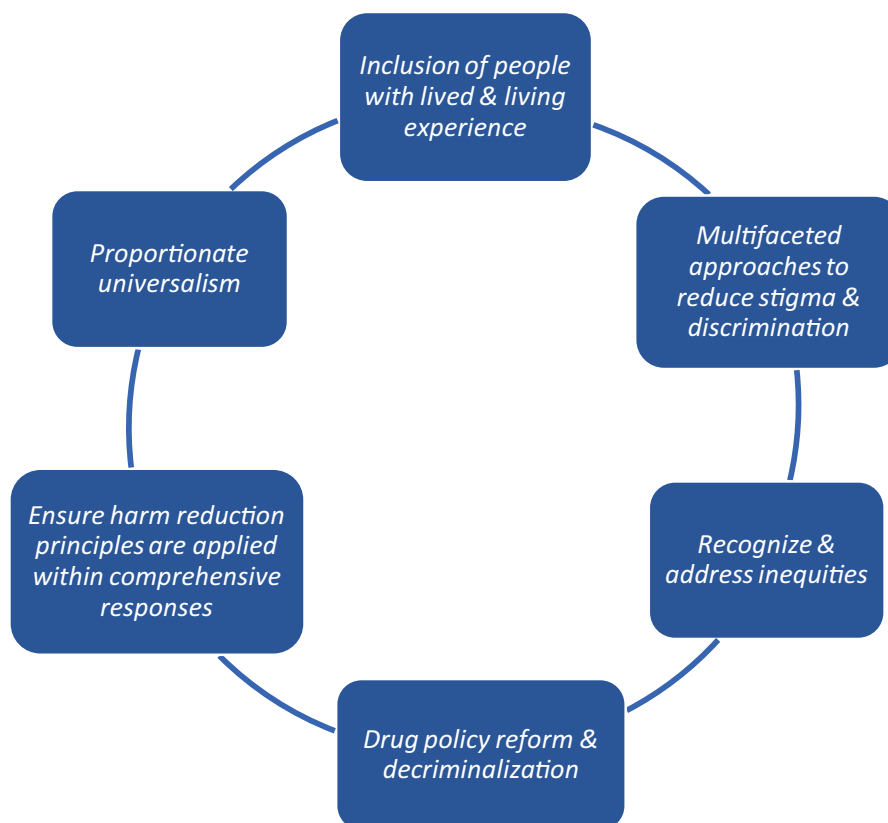 Inclusion of people
with lived & living
experience
Multifaceted
approaches to
reduce stigma &
discrimination
Recognize &
address inequities
Drug policy reform &
decriminalization
Ensure harm reduction
principles are applied
within comprehensive
responses
Proportionate
universalism